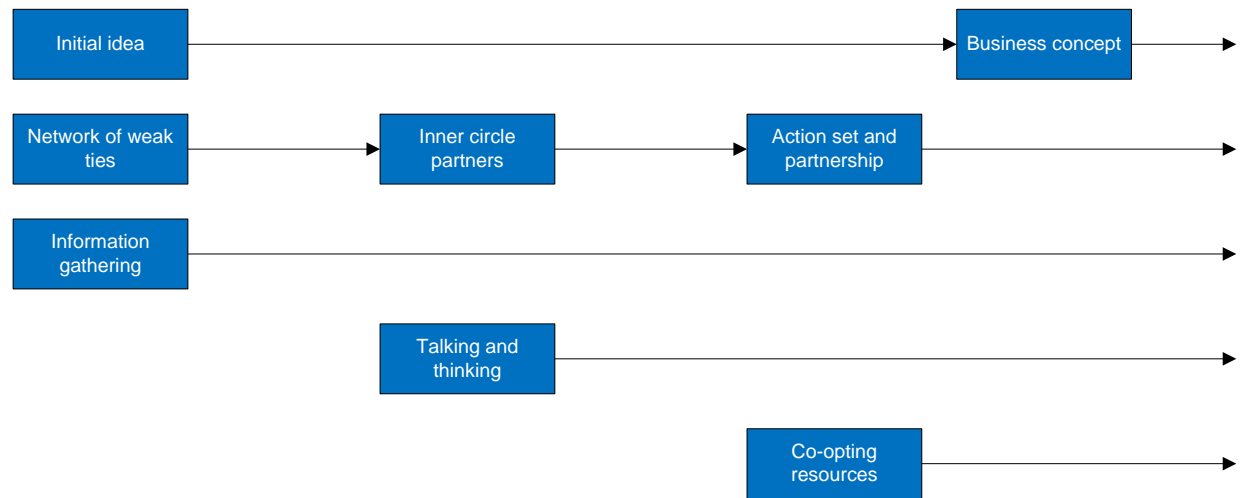 Initial idea
Business concept
Network of weak
ties
Inner circle
partners
Action set and
partnership
Information
gathering
Talking and
thinking
Co-opting
resources